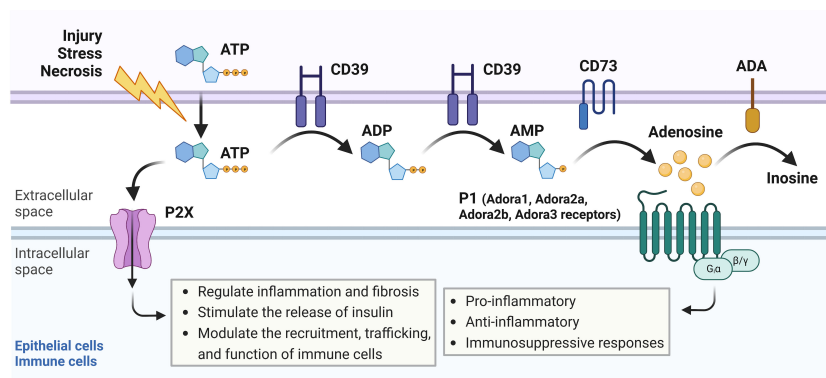 Injury
Stress
Necrosis
ATP
CD39
CD39
CD73
ADA
ATP
ADP
AMP
Adenosine
Inosine
P1 (Adora1, Adora2a,
Adora2b, Adora3 receptors)
Extracellular
space
P2X
Intracellular
space
Gᵢα
β/γ
• Regulate inflammation and fibrosis
• Stimulate the release of insulin
• Modulate the recruitment, trafficking,
and function of immune cells
• Pro-inflammatory
• Anti-inflammatory
• Immunosuppressive responses
Epithelial cells
Immune cells